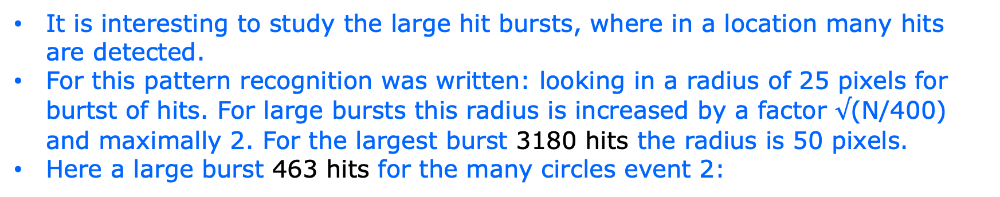 • It is interesting to study the large hit bursts, where in a location many hits
are detected.
• For this pattern recognition was written: looking in a radius of 25 pixels for
burtst of hits. For large bursts this radius is increased by a factor √(N/400)
and maximally 2. For the largest burst 3180 hits the radius is 50 pixels.
• Here a large burst 463 hits for the many circles event 2: